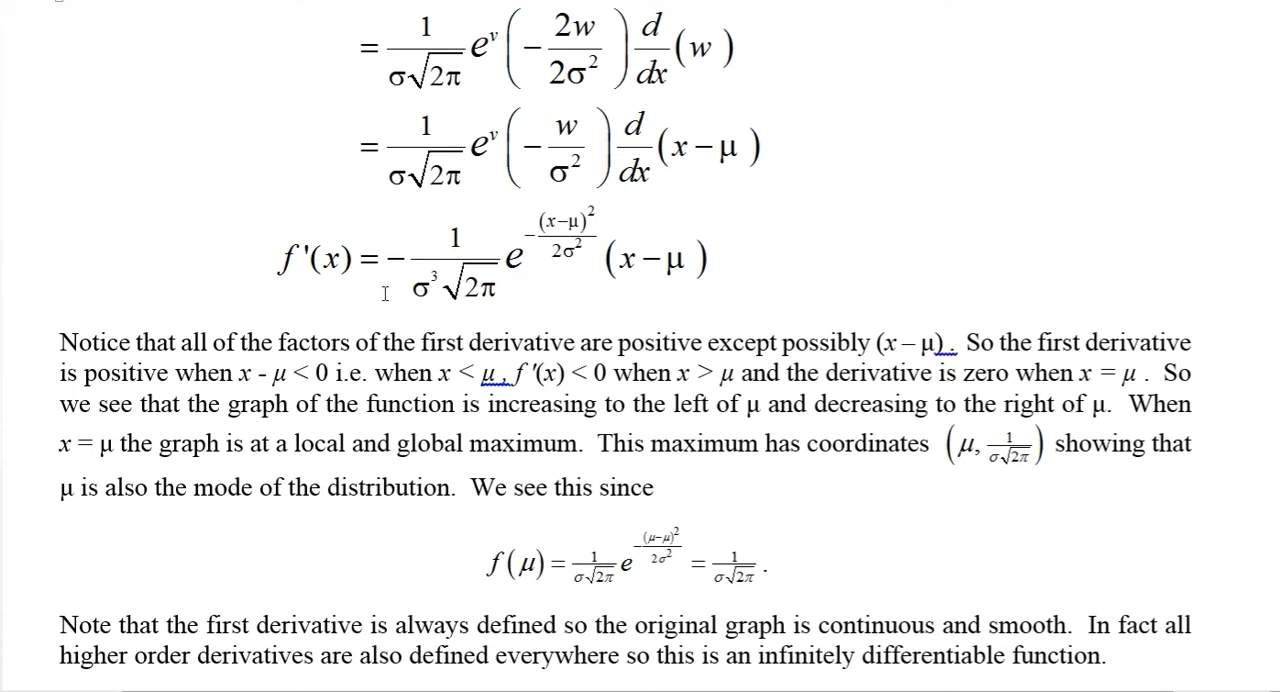 = 1/(σ√2π) e^v (− 2w/2σ²) d/dx (w)
= 1/(σ√2π) e^v (− w/σ²) d/dx (x − μ)
f '(x) = − 1/(σ³√2π) e^(−(x−μ)²/2σ²) (x − μ)
Notice that all of the factors of the first derivative are positive except possibly (x – μ) . So the first derivative
is positive when x - μ < 0 i.e. when x < μ , f '(x) < 0 when x > μ and the derivative is zero when x = μ . So
we see that the graph of the function is increasing to the left of μ and decreasing to the right of μ. When
x = μ the graph is at a local and global maximum. This maximum has coordinates (μ, 1/(σ√2π)) showing that
μ is also the mode of the distribution. We see this since
f(μ) = 1/(σ√2π) e^(−(μ−μ)²/2σ²) = 1/(σ√2π) .
Note that the first derivative is always defined so the original graph is continuous and smooth. In fact all
higher order derivatives are also defined everywhere so this is an infinitely differentiable function.